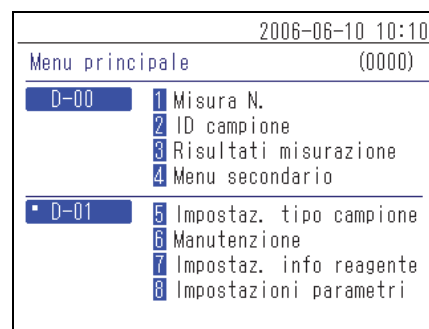 2006-06-10 10:10
Menu principale (0000)
D-00 1 Misura N.
2 ID campione
3 Risultati misurazione
4 Menu secondario
D-01 5 Impostaz. tipo campione
6 Manutenzione
7 Impostaz. info reagente
8 Impostazioni parametri